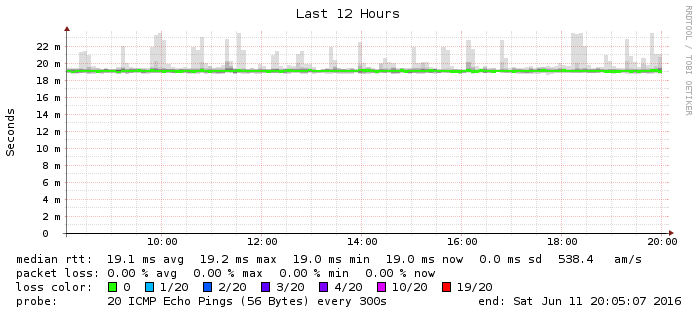 Last 12 Hours
RRDTOOL / TOBI OETIKER
Seconds
22 m
20 m
18 m
16 m
14 m
12 m
10 m
8 m
6 m
4 m
2 m
0
10:00 12:00 14:00 16:00 18:00 20:00
median rtt: 19.1 ms avg 19.2 ms max 19.0 ms min 19.0 ms now 0.0 ms sd 538.4 am/s
packet loss: 0.00 % avg 0.00 % max 0.00 % min 0.00 % now
loss color: 0 1/20 2/20 3/20 4/20 10/20 19/20
probe: 20 ICMP Echo Pings (56 Bytes) every 300s end: Sat Jun 11 20:05:07 2016